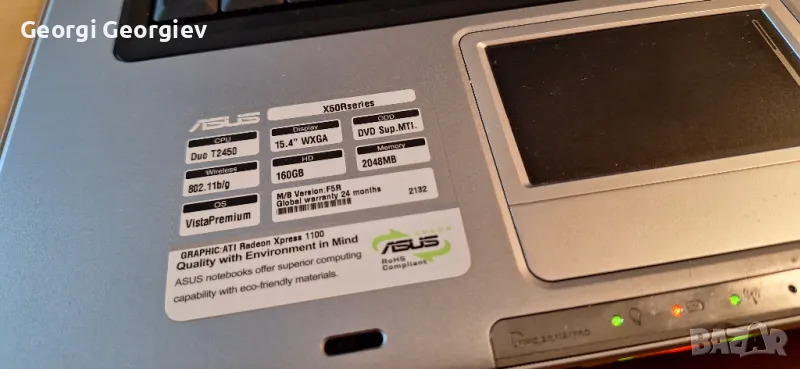 Georgi Georgiev
ASUS
X50Rseries
CPU
Duo T2450
Display
15.4" WXGA
ODD
DVD Sup.MTI.
Wireless
802.11b/g
HD
160GB
Memory
2048MB
OS
VistaPremium
M/B Version:F5R
Global warranty 24 months
2132
GRAPHIC:ATI Radeon Xpress 1100
Quality with Environment in Mind
ASUS notebooks offer superior computing
capability with eco-friendly materials.
ASUS
RoHS
Compliant
BAZAR